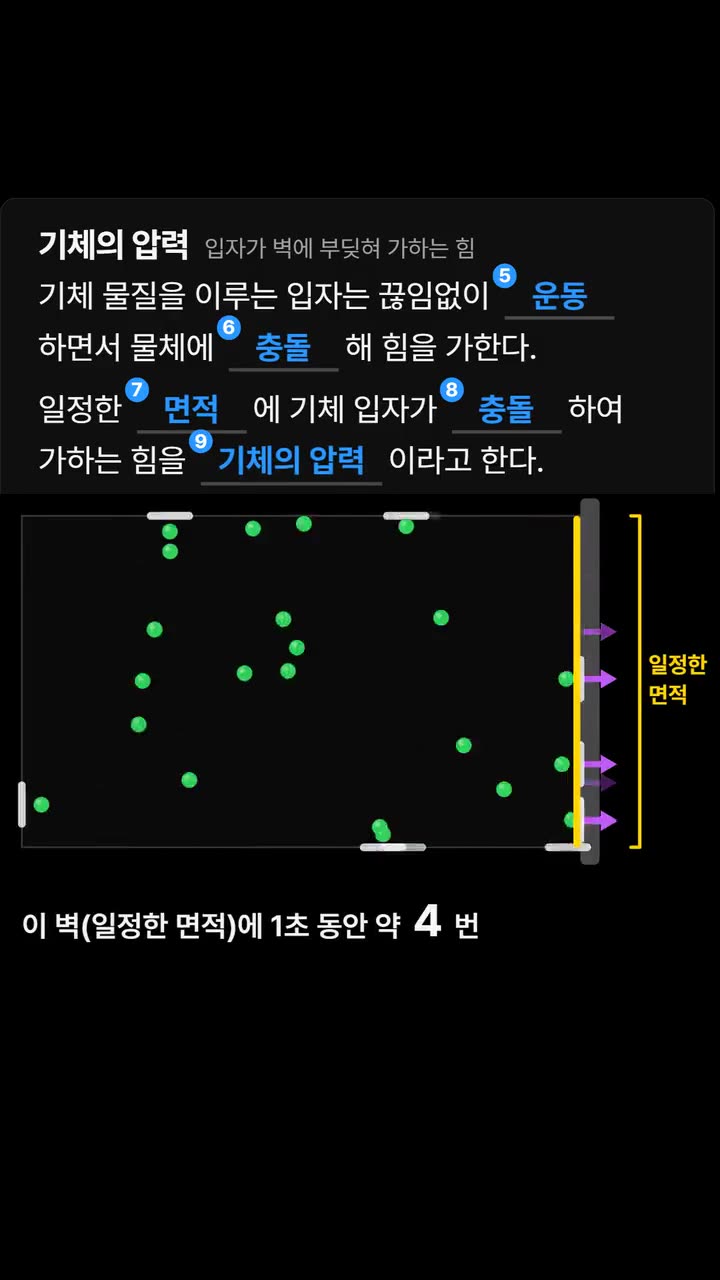 기체의 압력 입자가 벽에 부딪혀 가하는 힘
기체 물질을 이루는 입자는 끊임없이 5 운동
하면서 물체에 6 충돌 해 힘을 가한다.
일정한 7 면적 에 기체 입자가 8 충돌 하여
가하는 힘을 9 기체의 압력 이라고 한다.
일정한
면적
이 벽(일정한 면적)에 1초 동안 약 4 번